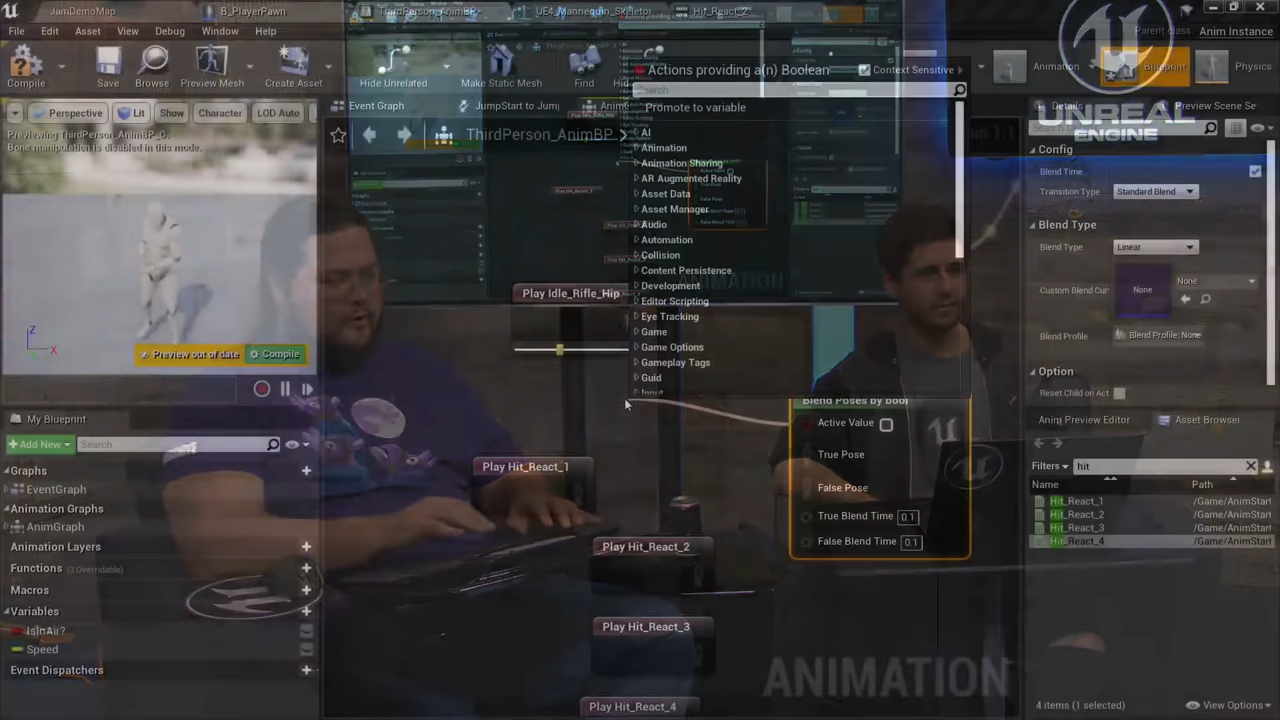 JamDemoMap
B_PlayerPawn
ThirdPerson_AnimBP
UE4_Mannequin_Skeleton
Hit_React_2
File
Edit
Asset
View
Debug
Window
Help
Parent class:
Anim Instance
Compile
Save
Browse
Preview Mesh
Create Asset
Hide Unrelated
Make Static Mesh
Find
Animation
Blueprint
Physics
Perspective
Lit
Show
Character
LOD Auto
Previewing ThirdPerson_AnimBP_C.
Bone manipulation is disabled in this mode.
Event Graph
JumpStart to Jum
ThirdPerson_AnimBP
Actions providing a(n) Boolean
Context Sensitive
Search
Promote to variable
AI
Animation
Animation Sharing
AR Augmented Reality
Asset Data
Asset Manager
Audio
Automation
Collision
Content Persistence
Development
Editor Scripting
Eye Tracking
Game
Game Options
Gameplay Tags
Guid
Input
Details
Preview Scene Se
UNREAL
ENGINE
Config
Blend Time
Transition Type
Standard Blend
Blend Type
Blend Type
Linear
Custom Blend Cur
None
None
Blend Profile
Blend Profile: None
Option
Reset Child on Act
Anim Preview Editor
Asset Browser
Filters
hit
Name
Path
Hit_React_1
/Game/AnimStart
Hit_React_2
/Game/AnimStart
Hit_React_3
/Game/AnimStart
Hit_React_4
/Game/AnimStart
4 items (1 selected)
View Options
Z
X
Preview out of date
Compile
My Blueprint
Add New
Search
Graphs
EventGraph
Animation Graphs
AnimGraph
Animation Layers
Functions (3 Overridable)
Macros
Variables
IsInAir?
Speed
Event Dispatchers
Play Idle_Rifle_Hip
Play Hit_React_1
Play Hit_React_2
Play Hit_React_3
Play Hit_React_4
Blend Poses by bool
Active Value
True Pose
False Pose
True Blend Time
0.1
False Blend Time
0.1
ANIMATION
ANIMATION